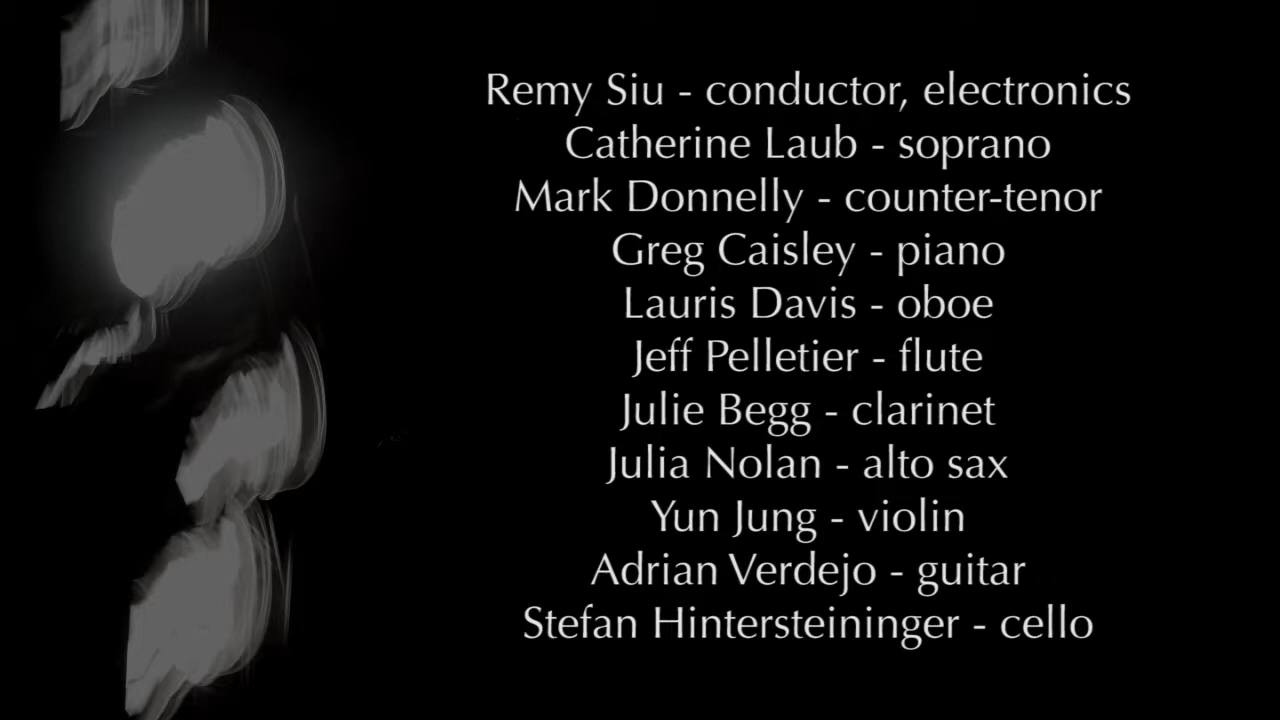 Remy Siu - conductor, electronics
Catherine Laub - soprano
Mark Donnelly - counter-tenor
Greg Caisley - piano
Lauris Davis - oboe
Jeff Pelletier - flute
Julie Begg - clarinet
Julia Nolan - alto sax
Yun Jung - violin
Adrian Verdejo - guitar
Stefan Hintersteininger - cello